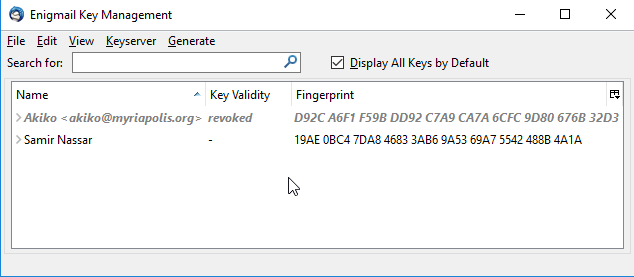 Enigmail Key Management
File Edit View Keyserver Generate
Search for: Display All Keys by Default
Name Key Validity Fingerprint
Akiko <akiko@myriapolis.org> revoked D92C A6F1 F59B DD92 C7A9 CA7A 6CFC 9D80 676B 32D3
Samir Nassar - 19AE 0BC4 7DA8 4683 3AB6 9A53 69A7 5542 488B 4A1A